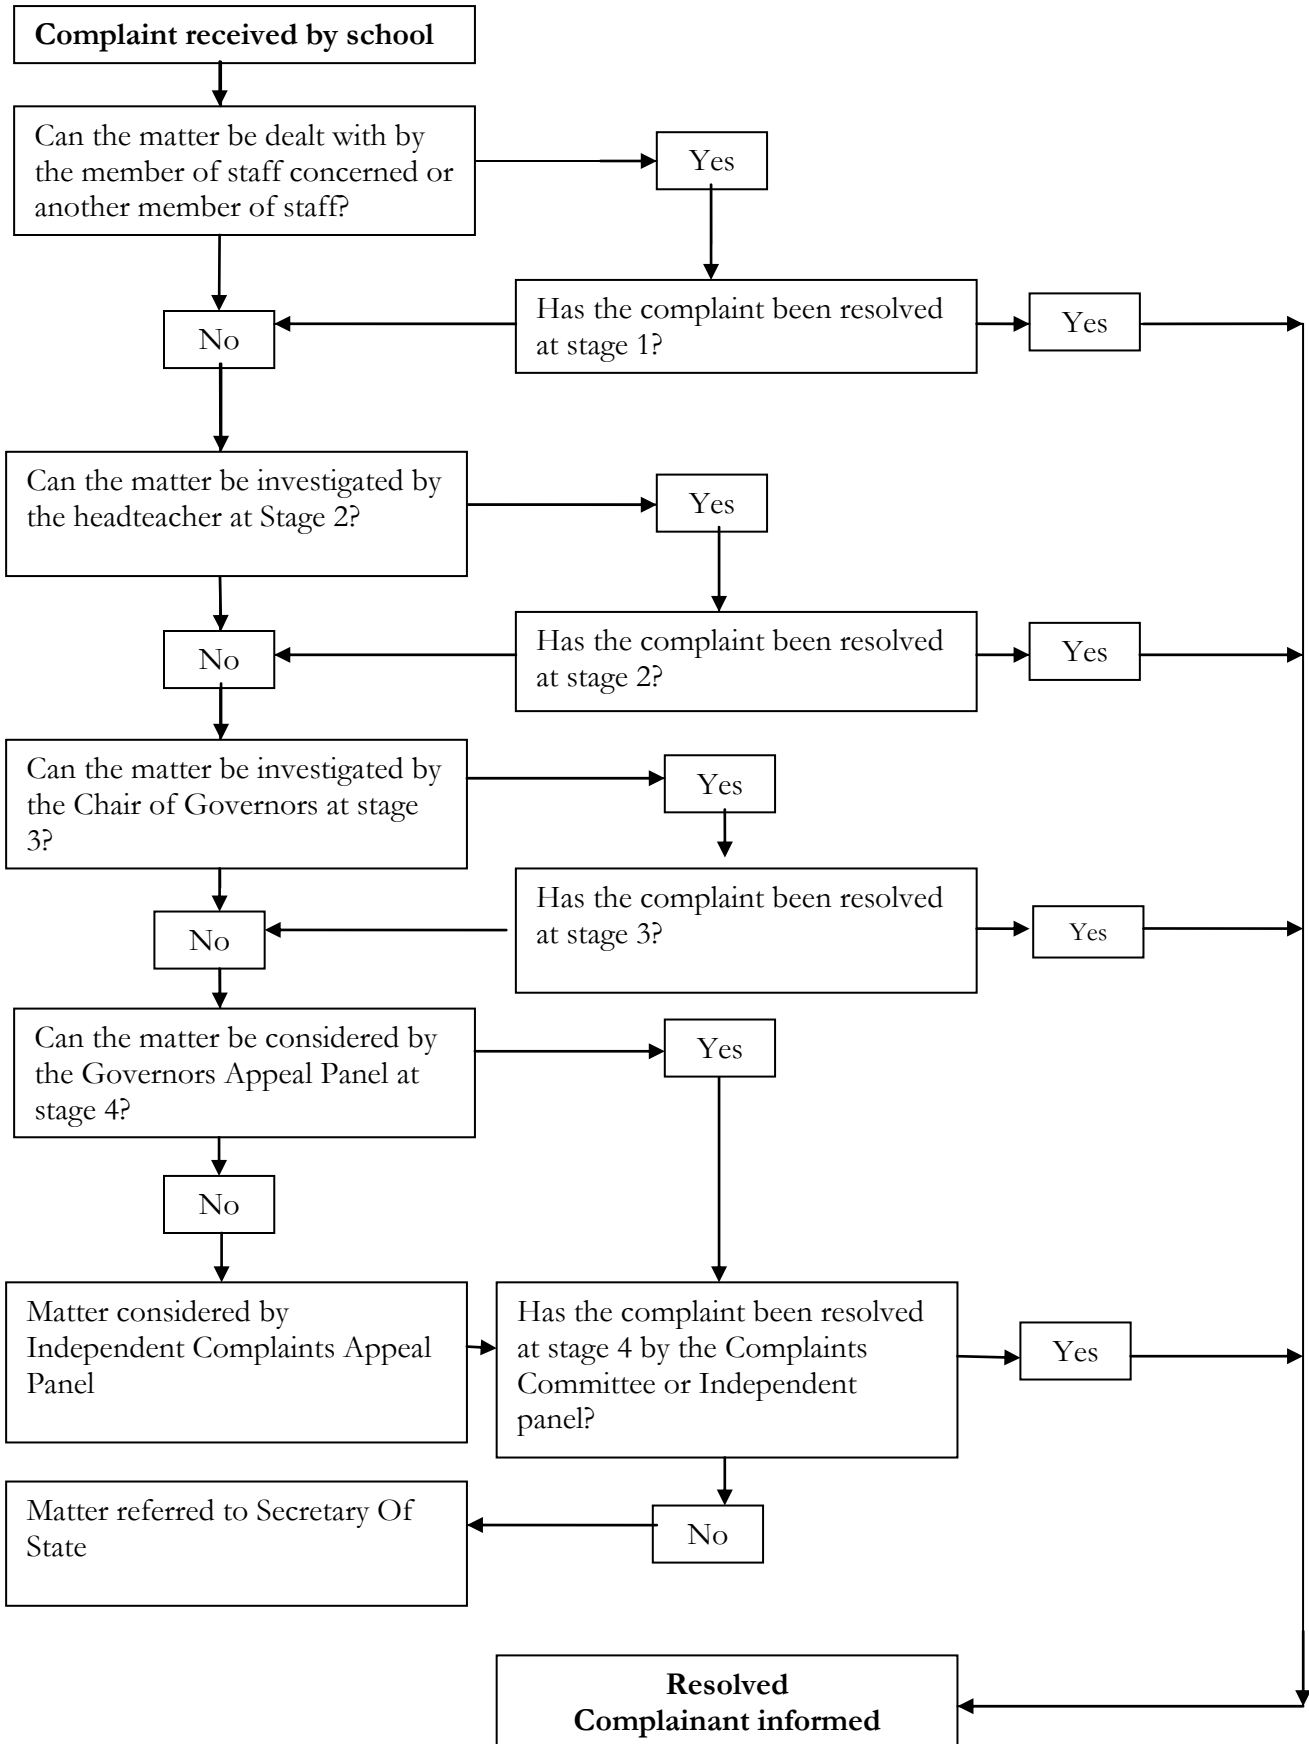 Complaint received by school
Can the matter be dealt with by
the member of staff concerned or
another member of staff?
Yes
Has the complaint been resolved
at stage 1?
Yes
No
Can the matter be investigated by
the headteacher at Stage 2?
Yes
Has the complaint been resolved
at stage 2?
Yes
No
Can the matter be investigated by
the Chair of Governors at stage
3?
Yes
Has the complaint been resolved
at stage 3?
Yes
No
Can the matter be considered by
the Governors Appeal Panel at
stage 4?
Yes
No
Matter considered by
Independent Complaints Appeal
Panel
Has the complaint been resolved
at stage 4 by the Complaints
Committee or Independent
panel?
Yes
Matter referred to Secretary Of
State
No
Resolved
Complainant informed